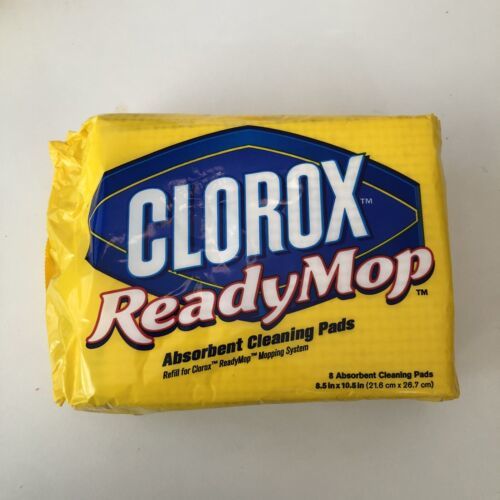 CLOROX™
ReadyMop™
Absorbent Cleaning Pads
Refill for Clorox™ ReadyMop™ Mopping System
8 Absorbent Cleaning Pads
8.5 in x 10.5 in (21.6 cm x 26.7 cm)